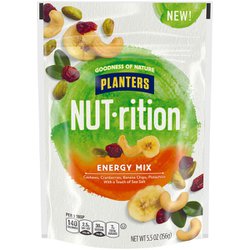 NEW!
GOODNESS OF NATURE
PLANTERS
NUT·rition
ENERGY MIX
Cashews, Cranberries, Banana Chips, Pistachios
With a Touch of Sea Salt
PER 1 TBSP
140
NET WT 5.5 OZ (156g)